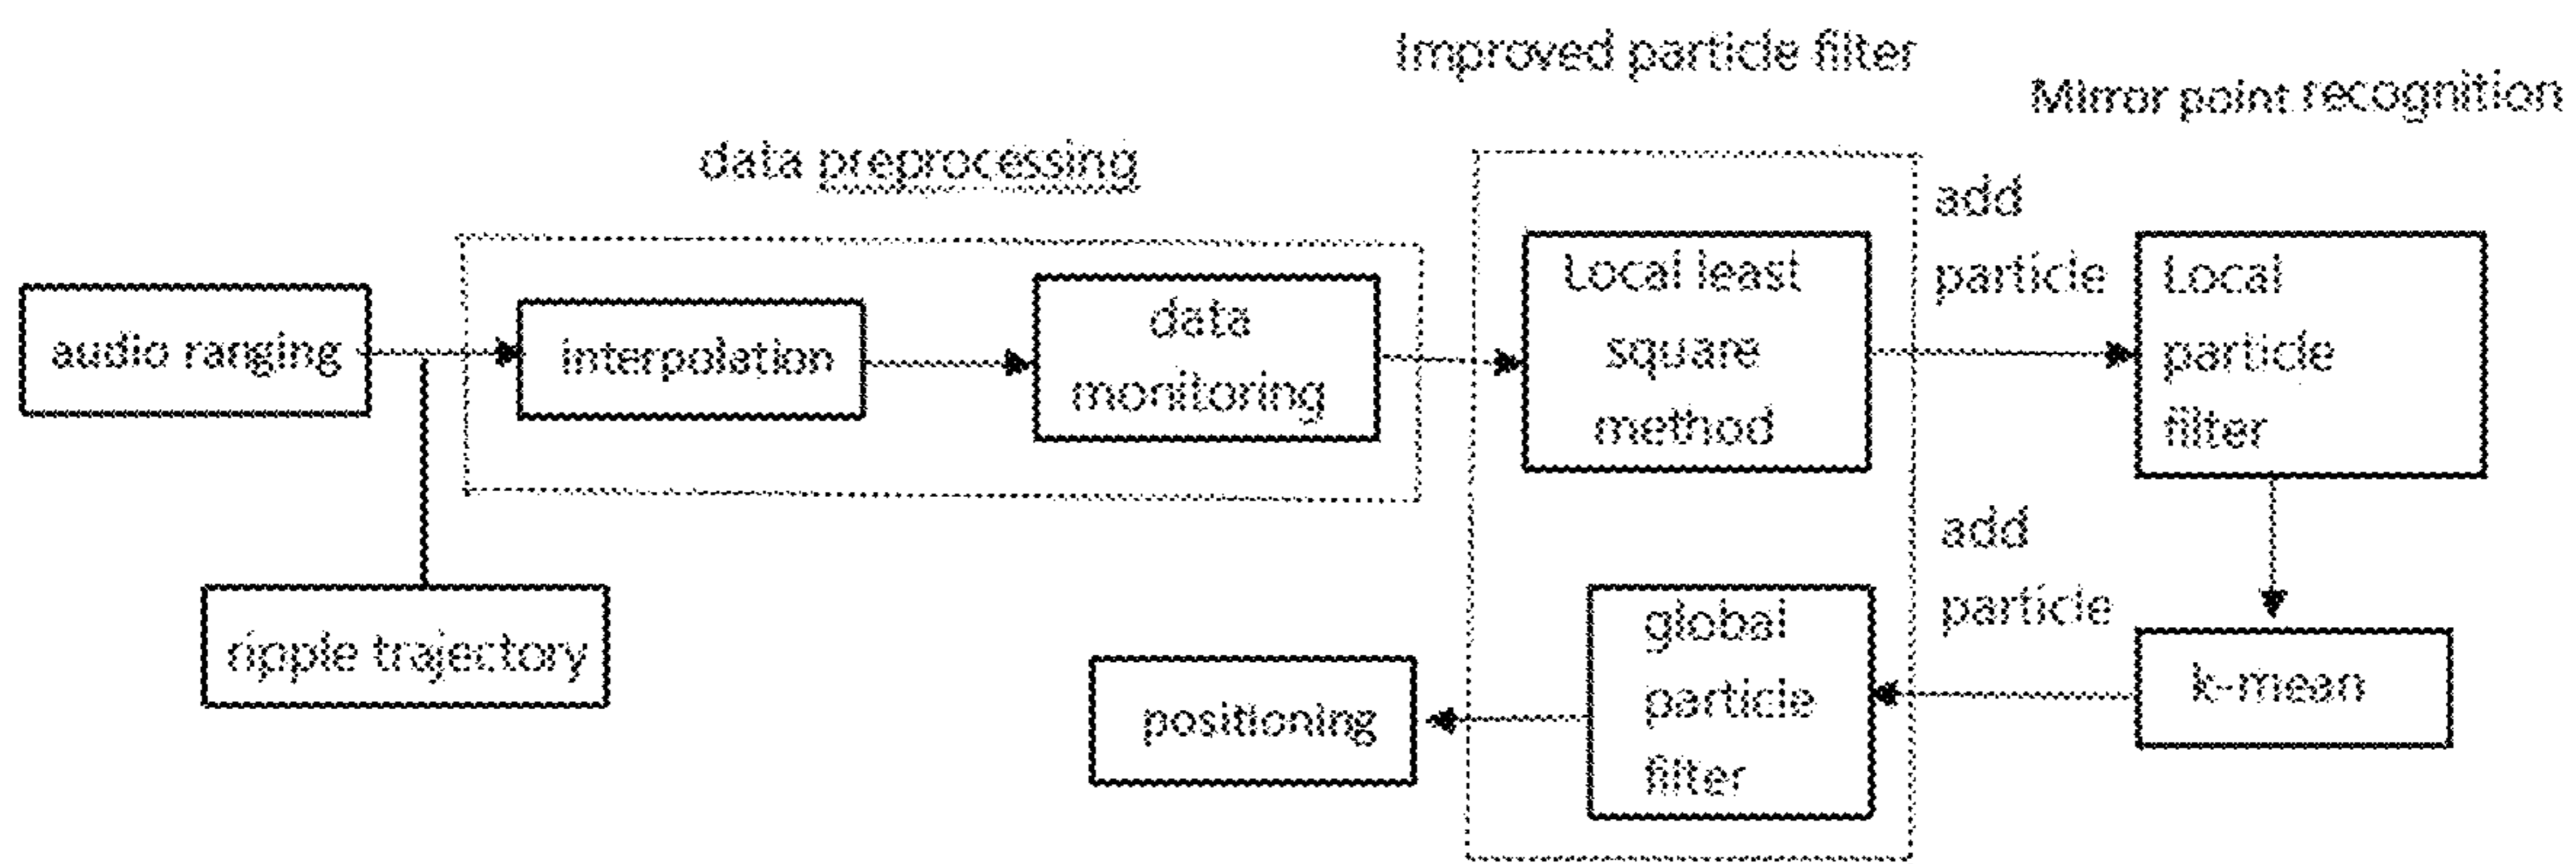 Improved particle filter
Mirror point recognition
data preprocessing
audio ranging
interpolation
data
monitoring
Local least
square
method
add
particle
Local
particle
filter
ripple trajectory
positioning
global
particle
filter
add
particle
k-mean